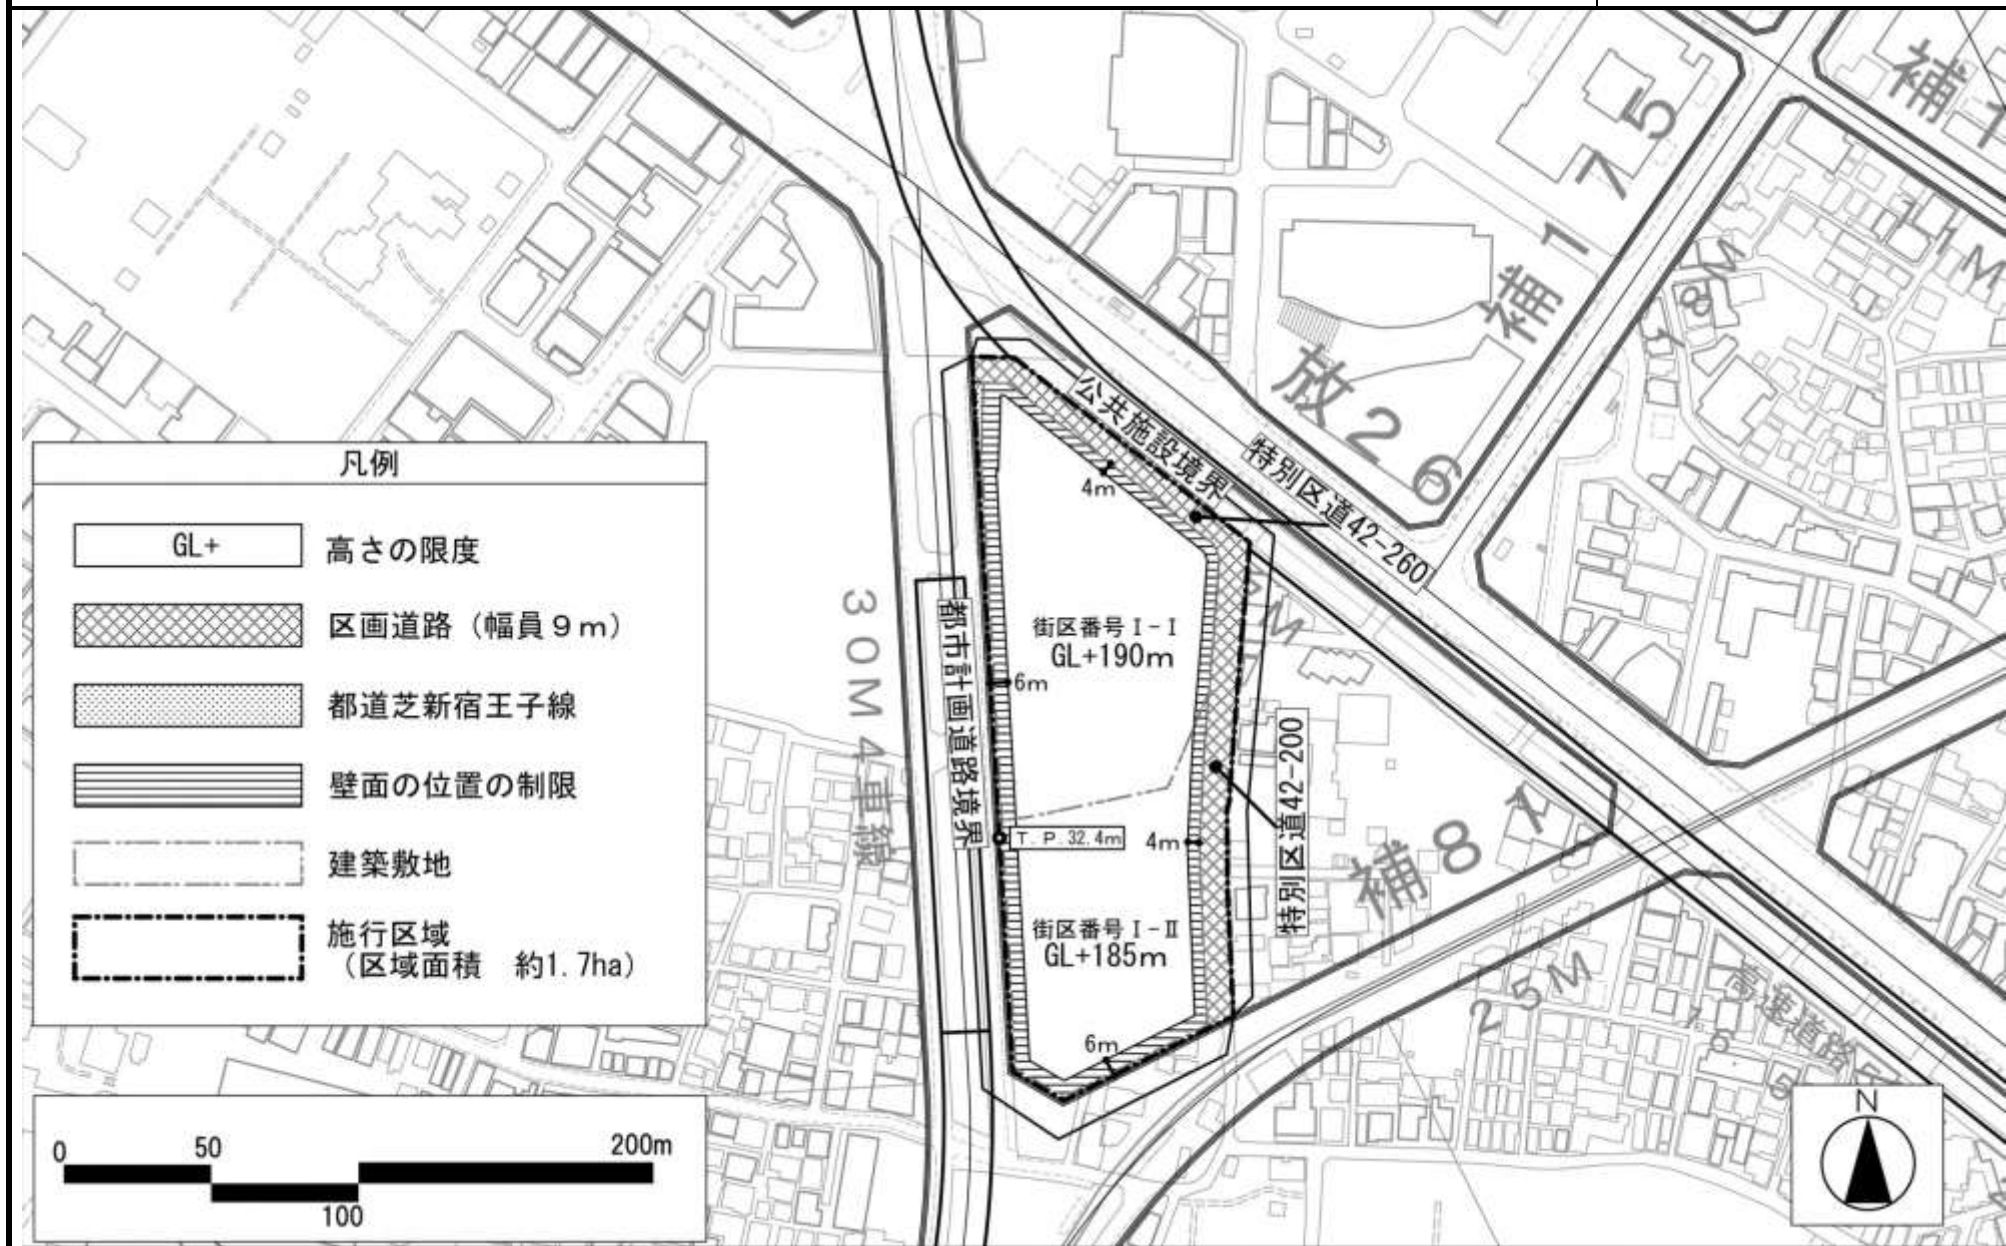 補1
補175
18M
1M
放26
公共施設境界
特別区道42-260
4m
凡例
GL+
高さの限度
区画道路（幅員９ｍ）
都道芝新宿王子線
壁面の位置の制限
建築敷地
施行区域
（区域面積　約1.7ha）
30M
4車線
都市計画道路境界
街区番号Ⅰ-Ⅰ
GL+190m
6m
T.P.32.4m
4m
特別区道42-200
街区番号Ⅰ-Ⅱ
GL+185m
6m
補87
25M
高速道路
0
50
100
200m
N